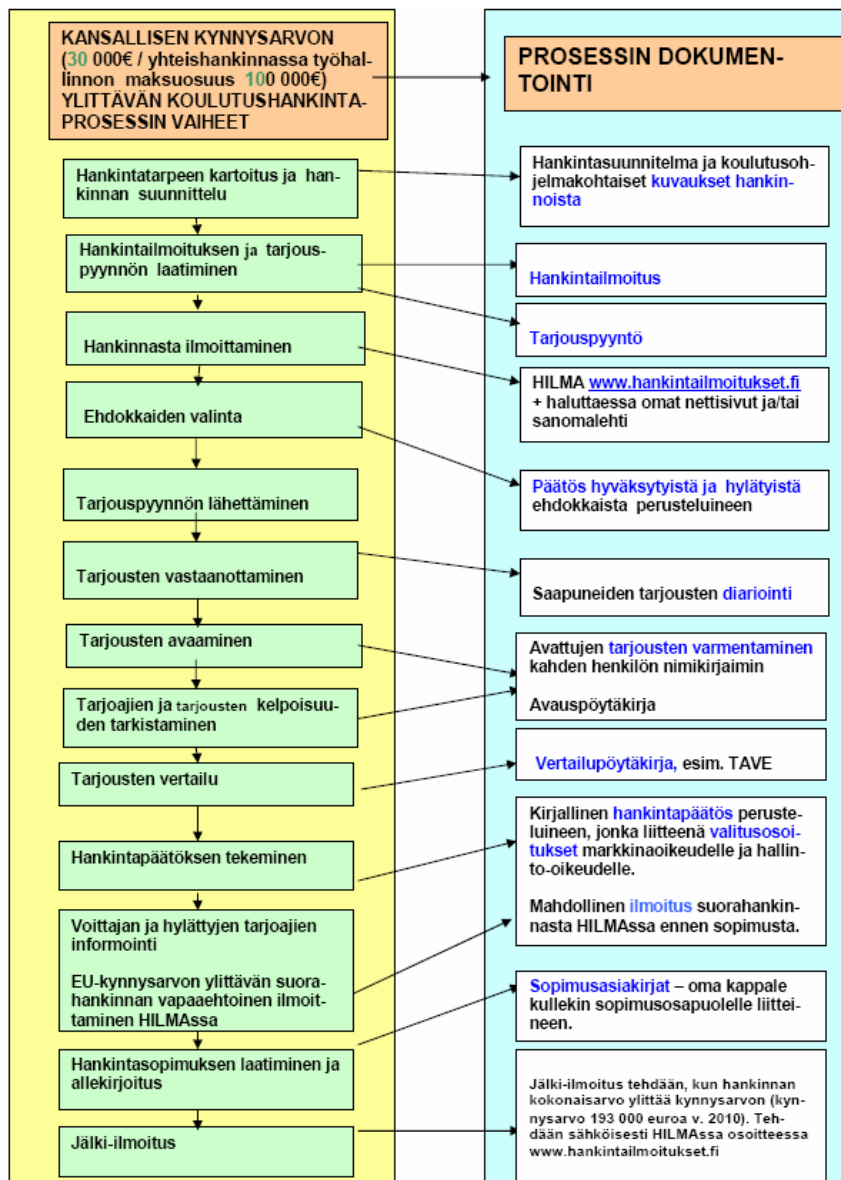 KANSALLISEN KYNNYSARVON
(30 000€ / yhteishankinnassa työhal-
linnon maksuosuus 100 000€)
YLITTÄVÄN KOULUTUSHANKINTA-
PROSESSIN VAIHEET
Hankintatarpeen kartoitus ja han-
kinnan suunnittelu
Hankintailmoituksen ja tarjous-
pyynnön laatiminen
Hankinnasta ilmoittaminen
Ehdokkaiden valinta
Tarjouspyynnön lähettäminen
Tarjousten vastaanottaminen
Tarjousten avaaminen
Tarjoajien ja tarjousten kelpoisuu-
den tarkistaminen
Tarjousten vertailu
Hankintapäätöksen tekeminen
Voittajan ja hylättyjen tarjoajien
informointi
EU-kynnysarvon ylittävän suora-
hankinnan vapaaehtoinen ilmoit-
taminen HILMAssa
Hankintasopimuksen laatiminen ja
allekirjoitus
Jälki-ilmoitus
PROSESSIN DOKUMEN-
TOINTI
Hankintasuunnitelma ja koulutusoh-
jelmakohtaiset kuvaukset hankin-
noista
Hankintailmoitus
Tarjouspyyntö
HILMA www.hankintailmoitukset.fi
+ haluttaessa omat nettisivut ja/tai
sanomalehti
Päätös hyväksytyistä ja hylätyistä
ehdokkaista perusteluineen
Saapuneiden tarjousten diariointi
Avattujen tarjousten varmentaminen
kahden henkilön nimikirjaimin
Avauspöytäkirja
Vertailupöytäkirja, esim. TAVE
Kirjallinen hankintapäätös peruste-
luineen, jonka liitteenä valitusosoi-
tukset markkinaoikeudelle ja hallin-
to-oikeudelle.
Mahdollinen ilmoitus suorahankin-
nasta HILMAssa ennen sopimusta.
Sopimusasiakirjat – oma kappale
kullekin sopimusosapuolelle liittei-
neen.
Jälki-ilmoitus tehdään, kun hankinnan
kokonaisarvo ylittää kynnysarvon (kyn-
nysarvo 193 000 euroa v. 2010). Teh-
dään sähköisesti HILMAssa osoitteessa
www.hankintailmoitukset.fi